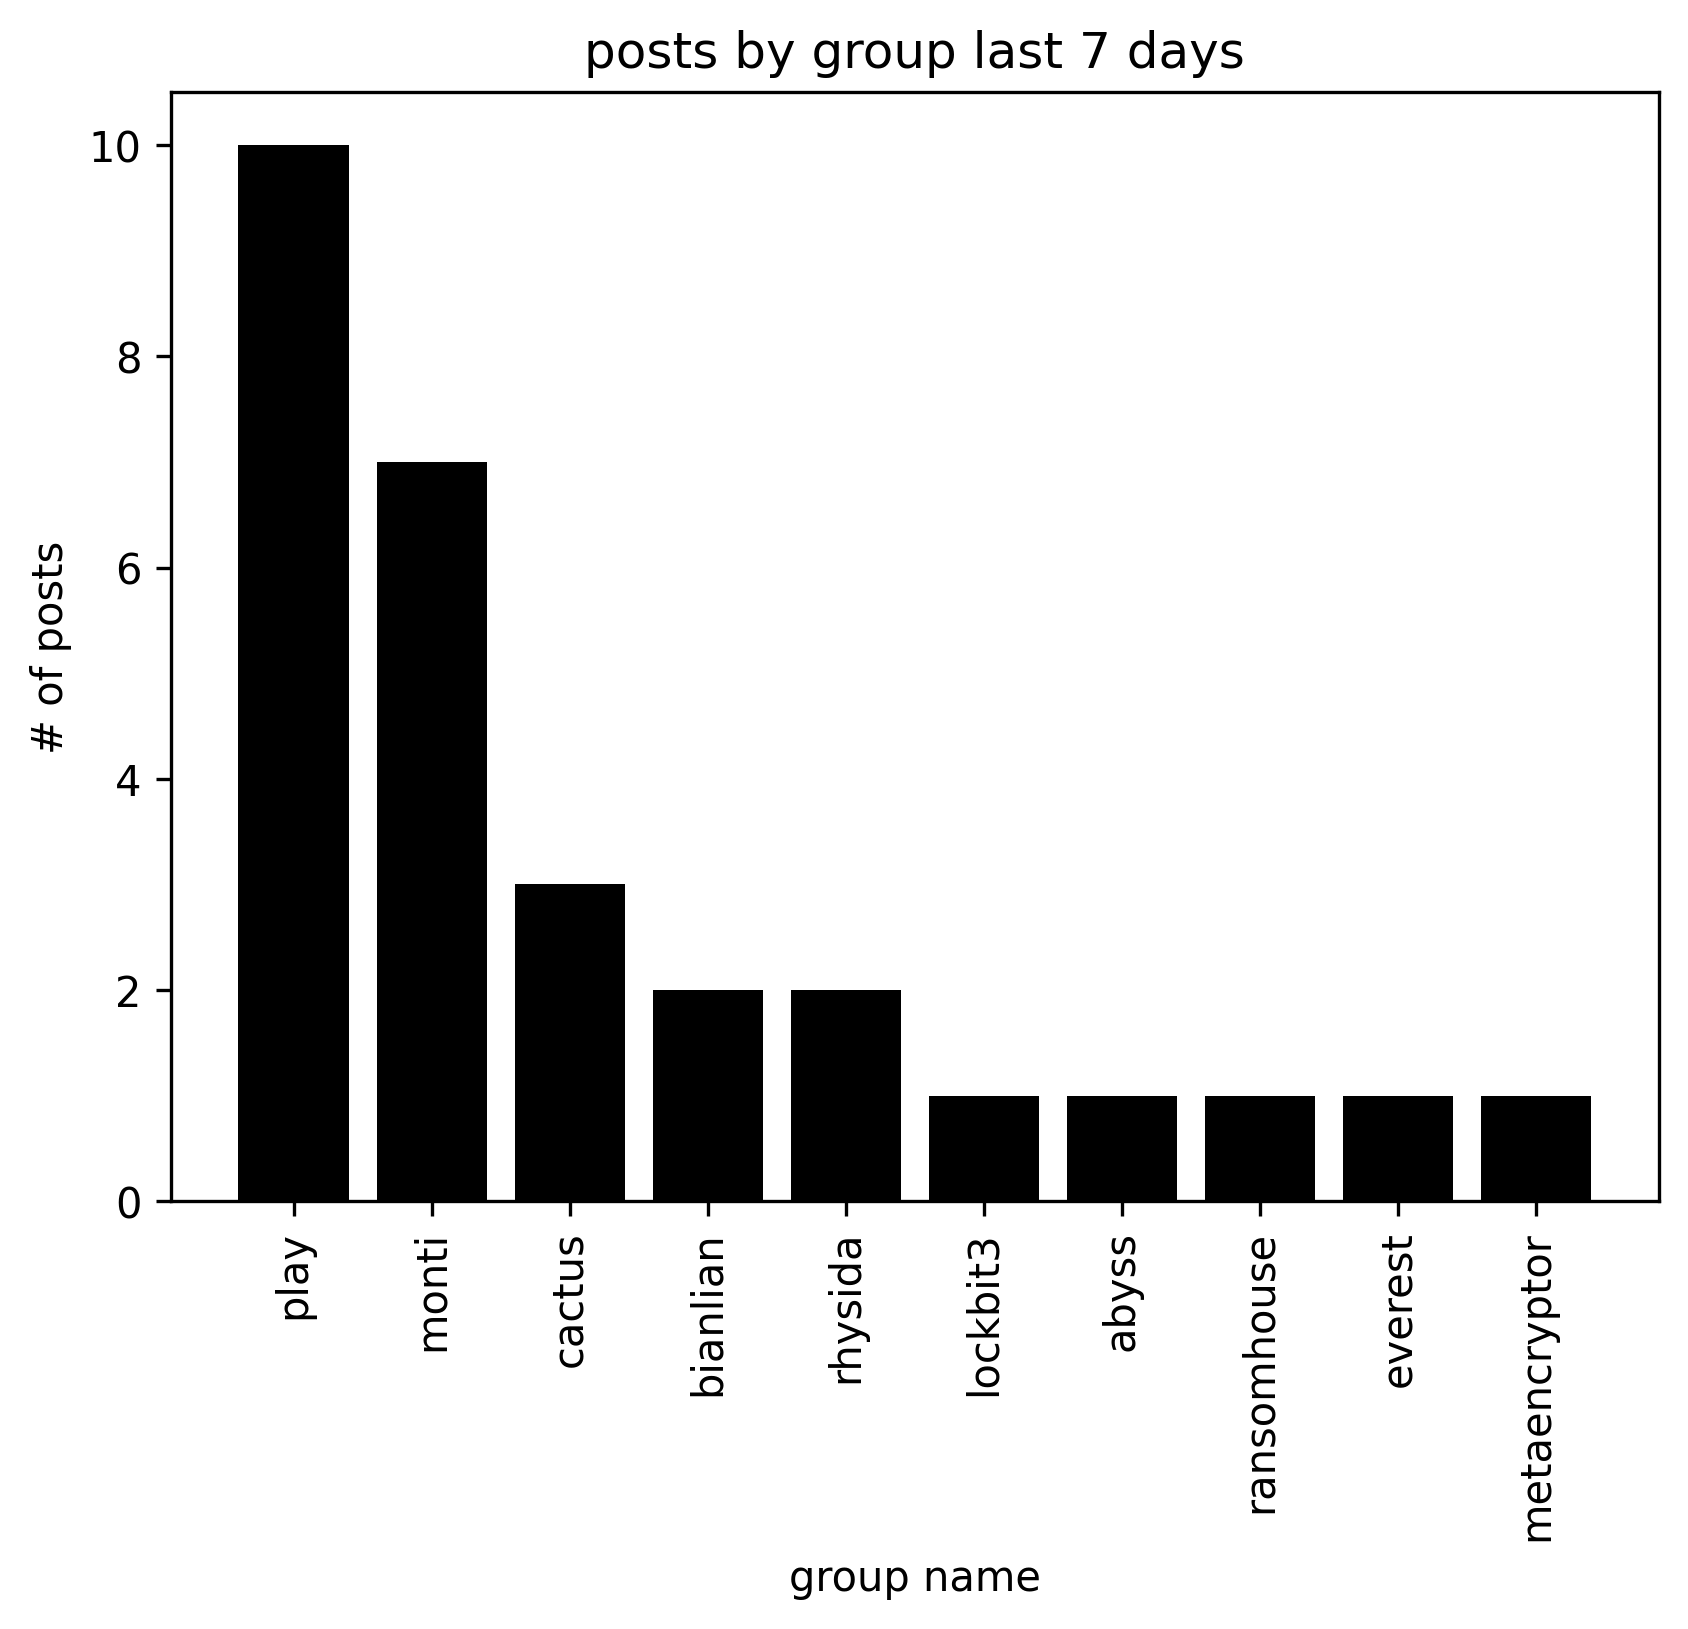 posts by group last 7 days
10
8
6
4
2
0
# of posts
play
monti
cactus
bianlian
rhysida
lockbit3
abyss
ransomhouse
everest
metaencryptor
group name